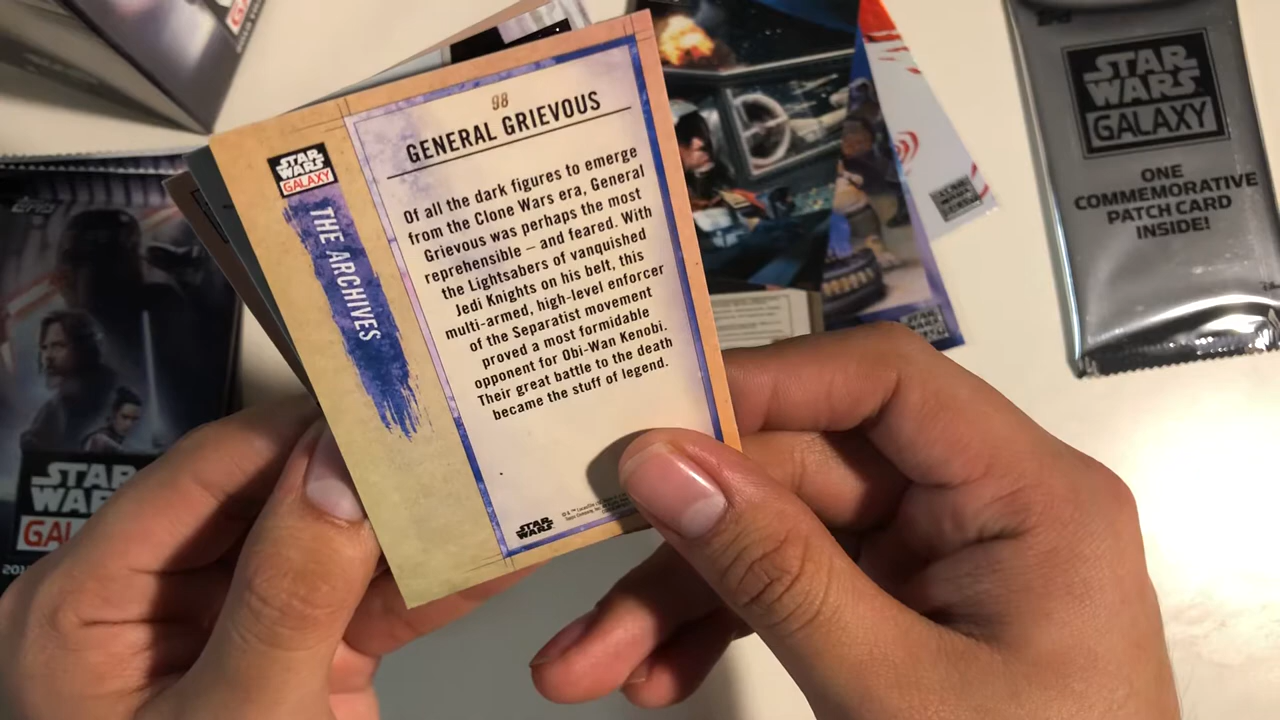 98
GENERAL GRIEVOUS
Of all the dark figures to emerge
from the Clone Wars era, General
Grievous was perhaps the most
reprehensible – and feared. With
the Lightsabers of vanquished
Jedi Knights on his belt, this
multi-armed, high-level enforcer
of the Separatist movement
proved a most formidable
opponent for Obi-Wan Kenobi.
Their great battle to the death
became the stuff of legend.
STAR
WARS
GALAXY
THE ARCHIVES
STAR
WARS
STAR
WARS
GALAXY
ONE
COMMEMORATIVE
PATCH CARD
INSIDE!
Topps
STAR
WAR
GAL
STAR
WARS